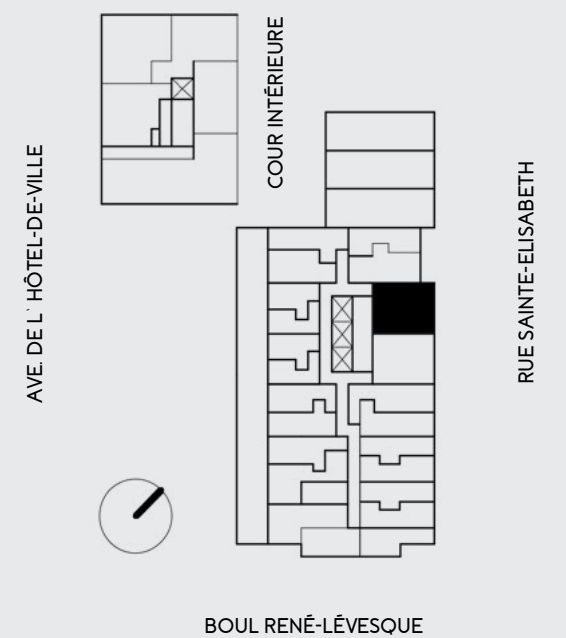 COUR INTÉRIEURE
AVE. DE L` HÔTEL-DE-VILLE
RUE SAINTE-ELISABETH
BOUL RENÉ-LÉVESQUE